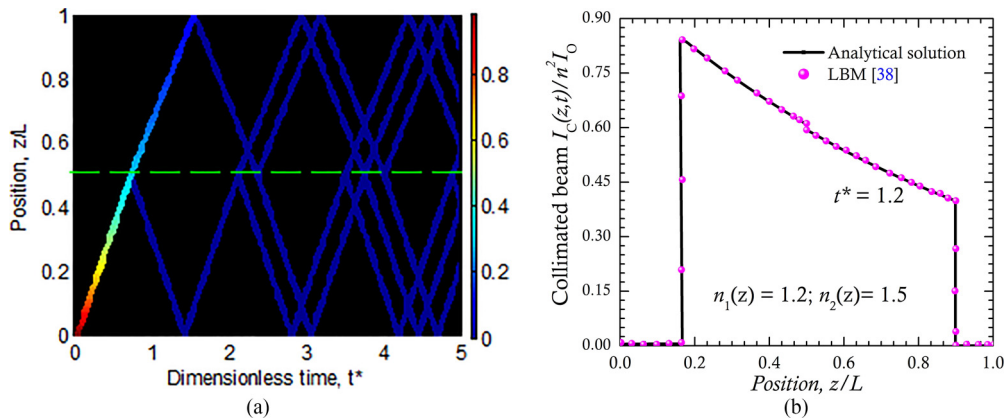 (a)
Position, z/L
1
0.8
0.6
0.4
0.2
0
0 1 2 3 4 5
Dimensionless time, t*
0.8
0.6
0.4
0.2
0
(a)
Collimated beam I_C(z,t)/n²I_O
0.90
0.75
0.60
0.45
0.30
0.15
0.00
Analytical solution
LBM [38]
t* = 1.2
n₁(z) = 1.2; n₂(z)= 1.5
0.0 0.2 0.4 0.6 0.8 1.0
Position, z/L
(b)